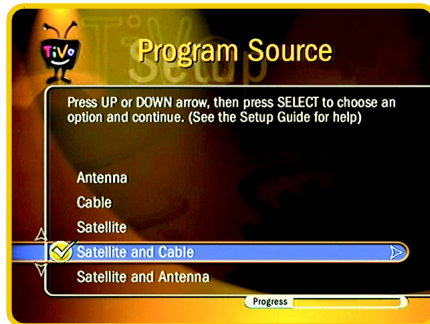 TiVo
TiVo
Setup
Program Source
Press UP or DOWN arrow, then press SELECT to choose an
option and continue. (See the Setup Guide for help)
Antenna
Cable
Satellite
Satellite and Cable
Satellite and Antenna
Progress